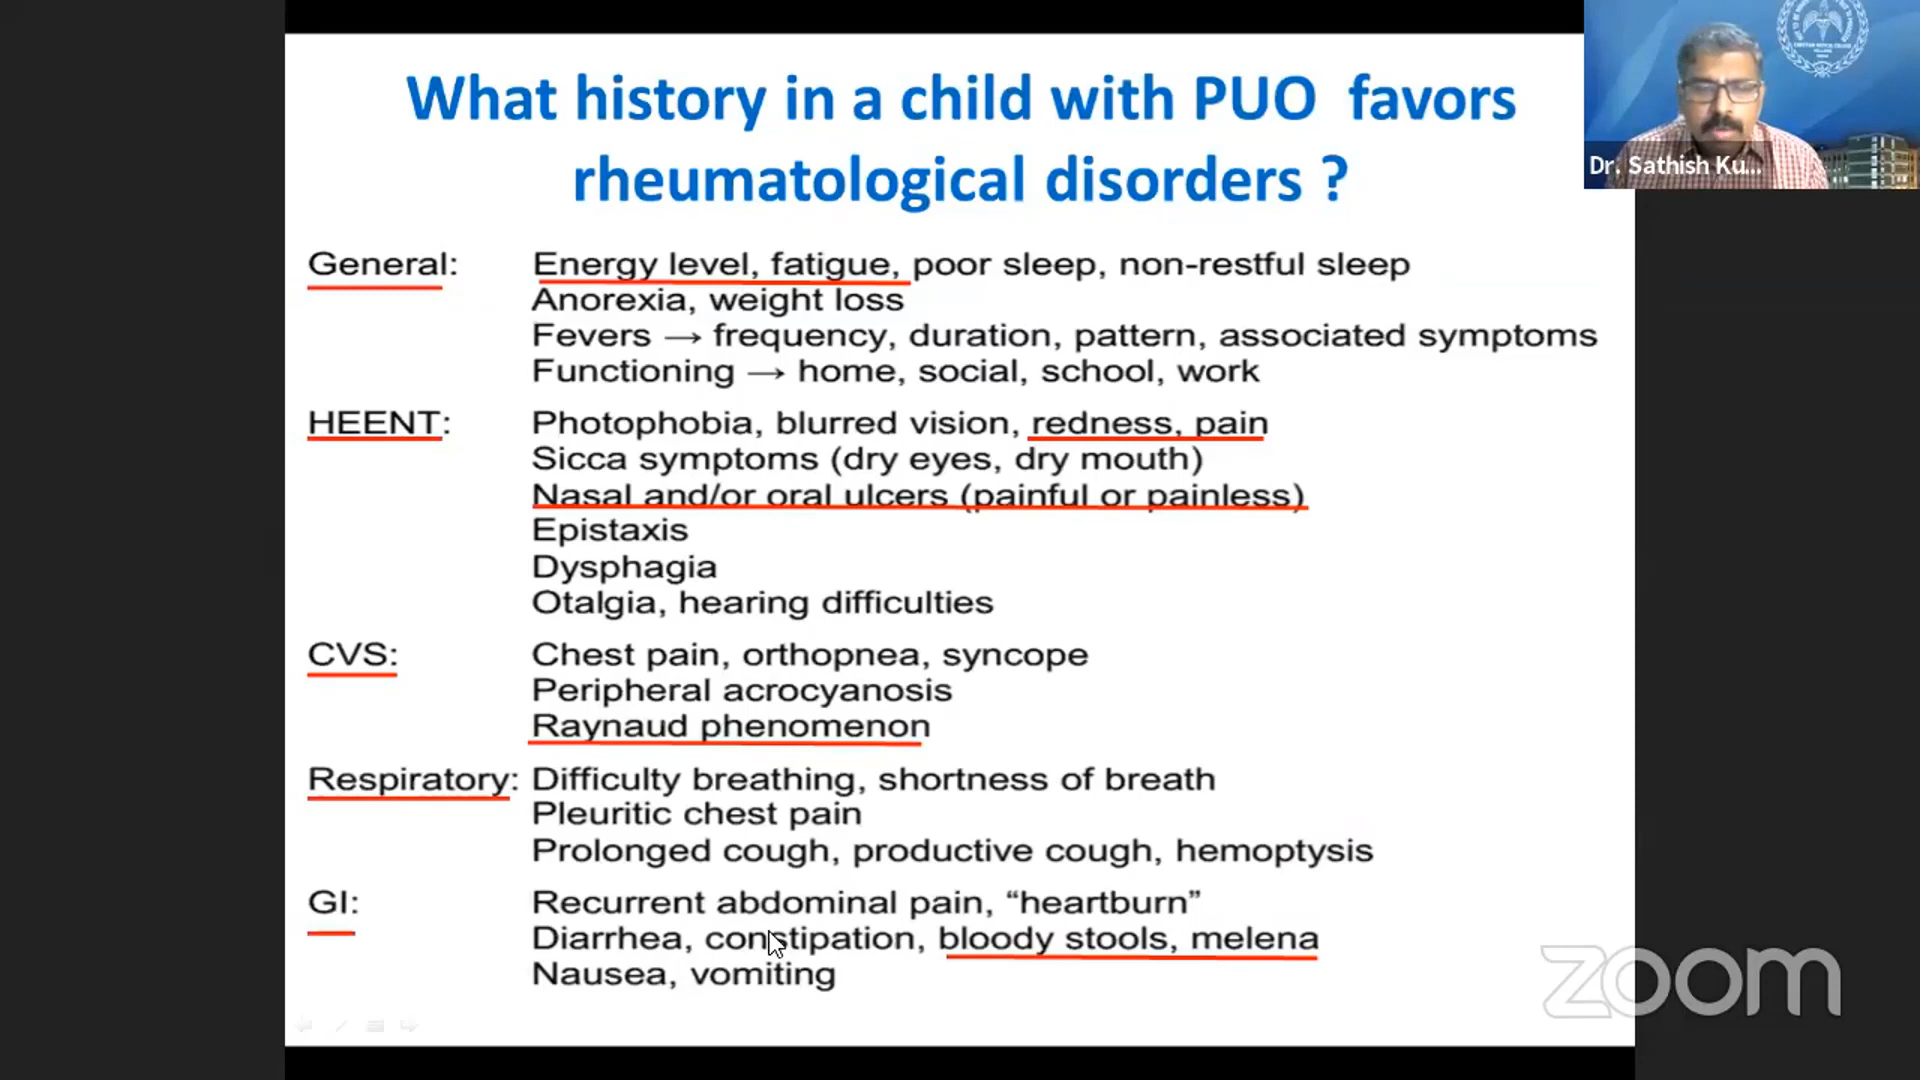 What history in a child with PUO favors
rheumatological disorders ?
Dr. Sathish Ku...
General: Energy level, fatigue, poor sleep, non-restful sleep
Anorexia, weight loss
Fevers → frequency, duration, pattern, associated symptoms
Functioning → home, social, school, work
HEENT: Photophobia, blurred vision, redness, pain
Sicca symptoms (dry eyes, dry mouth)
Nasal and/or oral ulcers (painful or painless)
Epistaxis
Dysphagia
Otalgia, hearing difficulties
CVS: Chest pain, orthopnea, syncope
Peripheral acrocyanosis
Raynaud phenomenon
Respiratory: Difficulty breathing, shortness of breath
Pleuritic chest pain
Prolonged cough, productive cough, hemoptysis
GI: Recurrent abdominal pain, “heartburn”
Diarrhea, constipation, bloody stools, melena
Nausea, vomiting
zoom